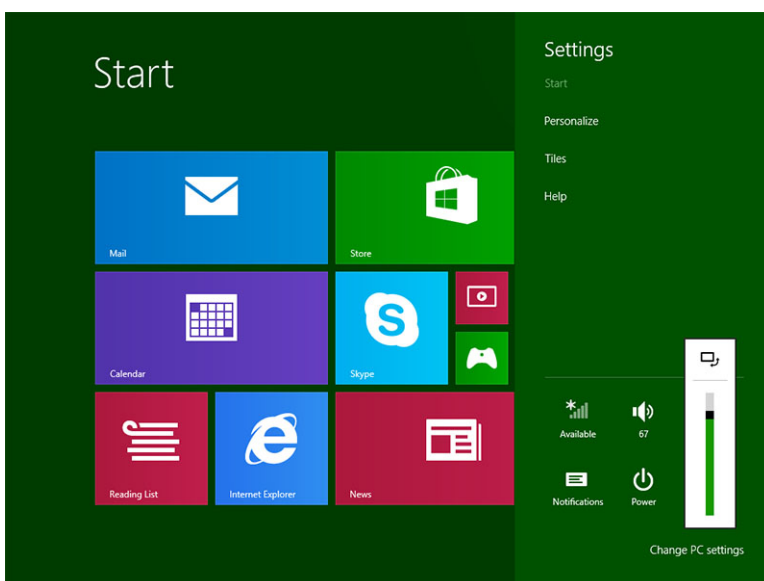 Start
Mail
Store
Calendar
Skype
Reading List
Internet Explorer
News
Settings
Start
Personalize
Tiles
Help
Available
67
Notifications
Power
Change PC settings